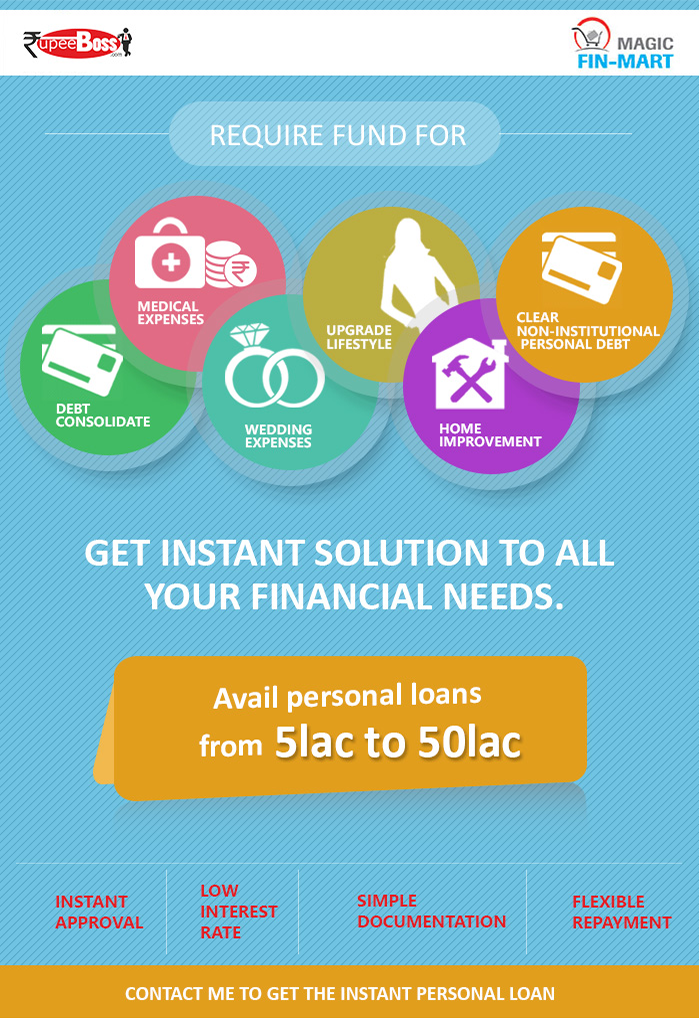 ₹upeeBoss
.com
MAGIC
FIN-MART
REQUIRE FUND FOR
MEDICAL
EXPENSES
UPGRADE
LIFESTYLE
CLEAR
NON-INSTITUTIONAL
PERSONAL DEBT
DEBT
CONSOLIDATE
WEDDING
EXPENSES
HOME
IMPROVEMENT
GET INSTANT SOLUTION TO ALL
YOUR FINANCIAL NEEDS.
Avail personal loans
from 5lac to 50lac
INSTANT
APPROVAL
LOW
INTEREST
RATE
SIMPLE
DOCUMENTATION
FLEXIBLE
REPAYMENT
CONTACT ME TO GET THE INSTANT PERSONAL LOAN